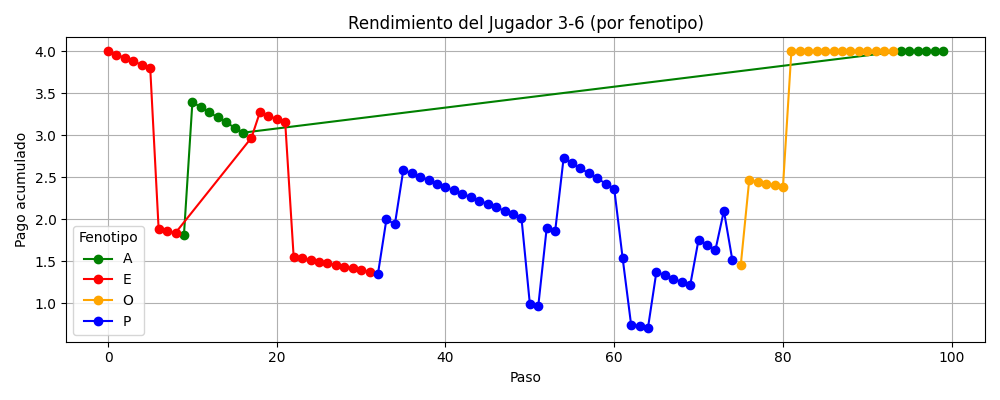 Rendimiento del Jugador 3-6 (por fenotipo)
Pago acumulado
4.0
3.5
3.0
2.5
2.0
1.5
1.0
Fenotipo
A
E
O
P
0 20 40 60 80 100
Paso